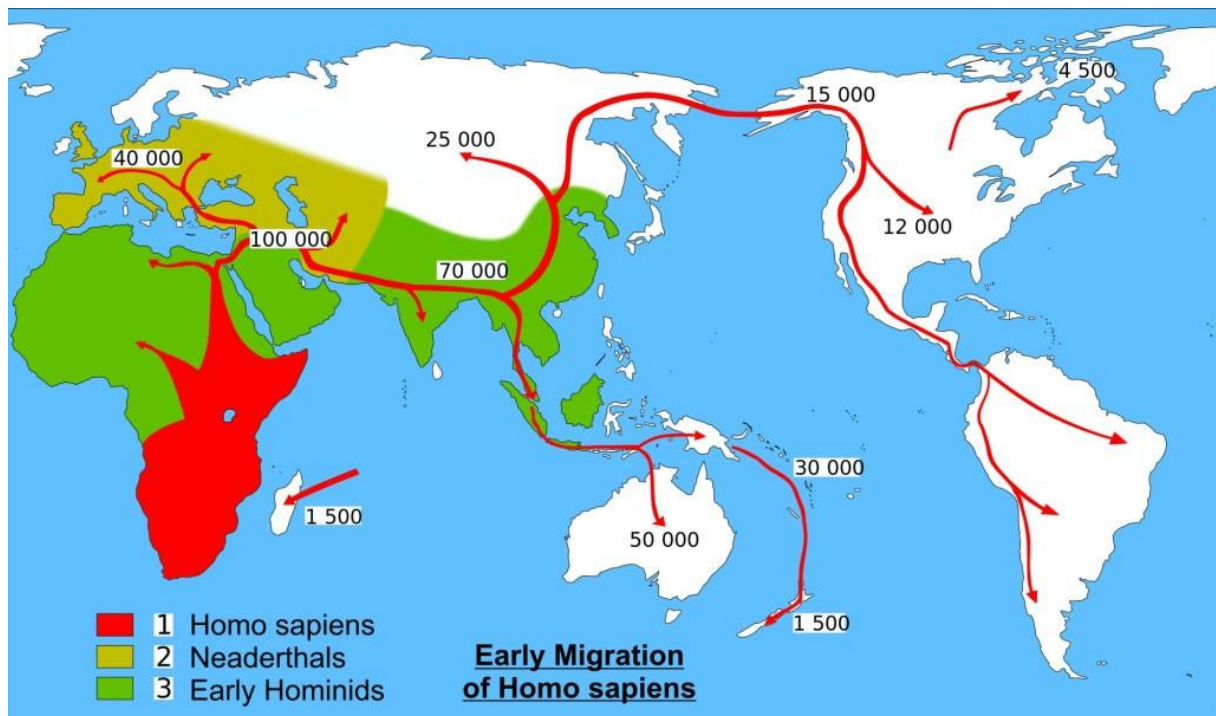 4 500
15 000
25 000
40 000
12 000
100 000
70 000
30 000
1 500
50 000
1 500
1 Homo sapiens
2 Neaderthals
3 Early Hominids
Early Migration
of Homo sapiens